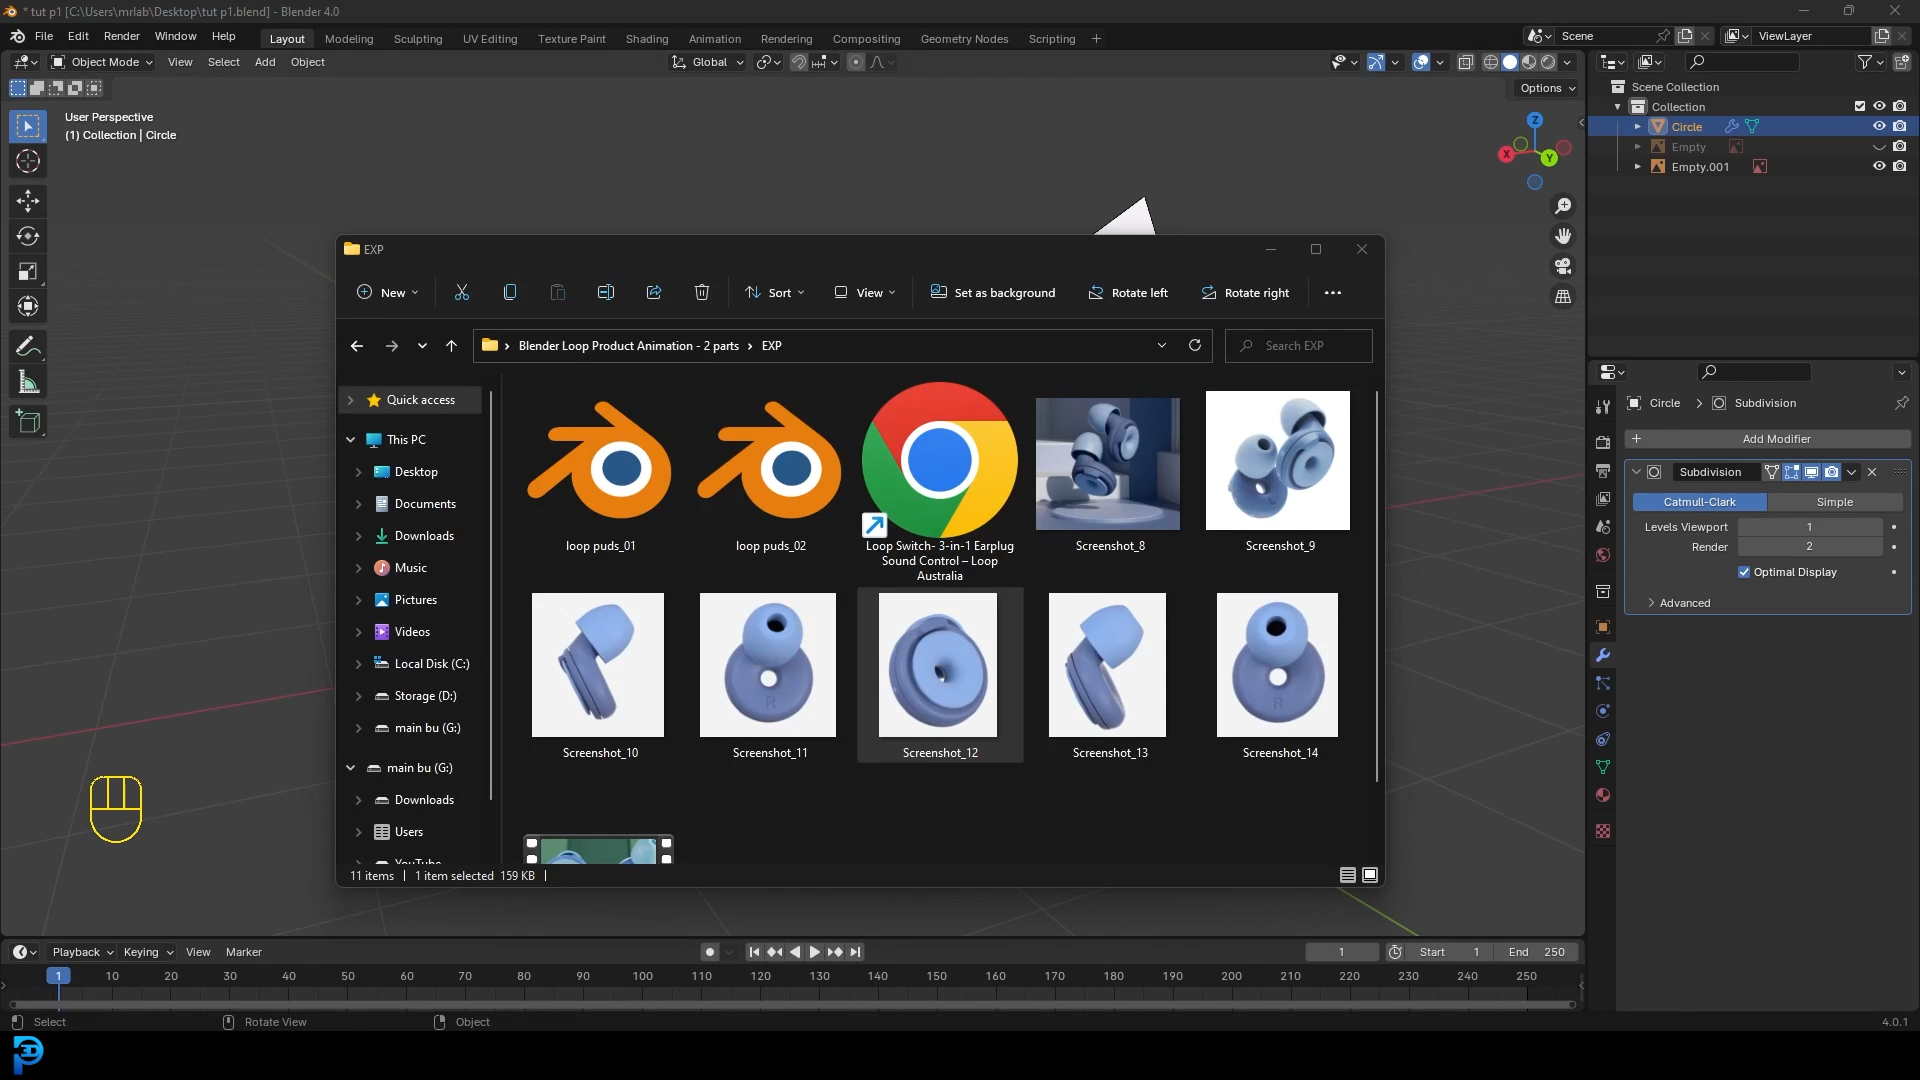 * tut p1 [C:\Users\mrlab\Desktop\tut p1.blend] - Blender 4.0
File Edit Render Window Help
Layout Modeling Sculpting UV Editing Texture Paint Shading Animation Rendering Compositing Geometry Nodes Scripting +
Scene
ViewLayer
Object Mode View Select Add Object
Global
Options
User Perspective
(1) Collection | Circle
Z
X
Y
Scene Collection
Collection
Circle
Empty
Empty.001
EXP
New
Sort
View
Set as background
Rotate left
Rotate right
Blender Loop Product Animation - 2 parts > EXP
Search EXP
Quick access
This PC
Desktop
Documents
Downloads
Music
Pictures
Videos
Local Disk (C:)
Storage (D:)
main bu (G:)
main bu (G:)
Downloads
Users
YouTube
loop puds_01
loop puds_02
Loop Switch- 3-in-1 Earplug
Sound Control – Loop
Australia
Screenshot_8
Screenshot_9
R
R
Screenshot_10
Screenshot_11
Screenshot_12
Screenshot_13
Screenshot_14
11 items | 1 item selected 159 KB |
Circle > Subdivision
+ Add Modifier
Subdivision
Catmull-Clark Simple
Levels Viewport 1
Render 2
Optimal Display
Advanced
Playback Keying View Marker
1
Start 1
End 250
1 10 20 30 40 50 60 70 80 90 100 110 120 130 140 150 160 170 180 190 200 210 220 230 240 250
Select
Rotate View
Object
4.0.1
3D